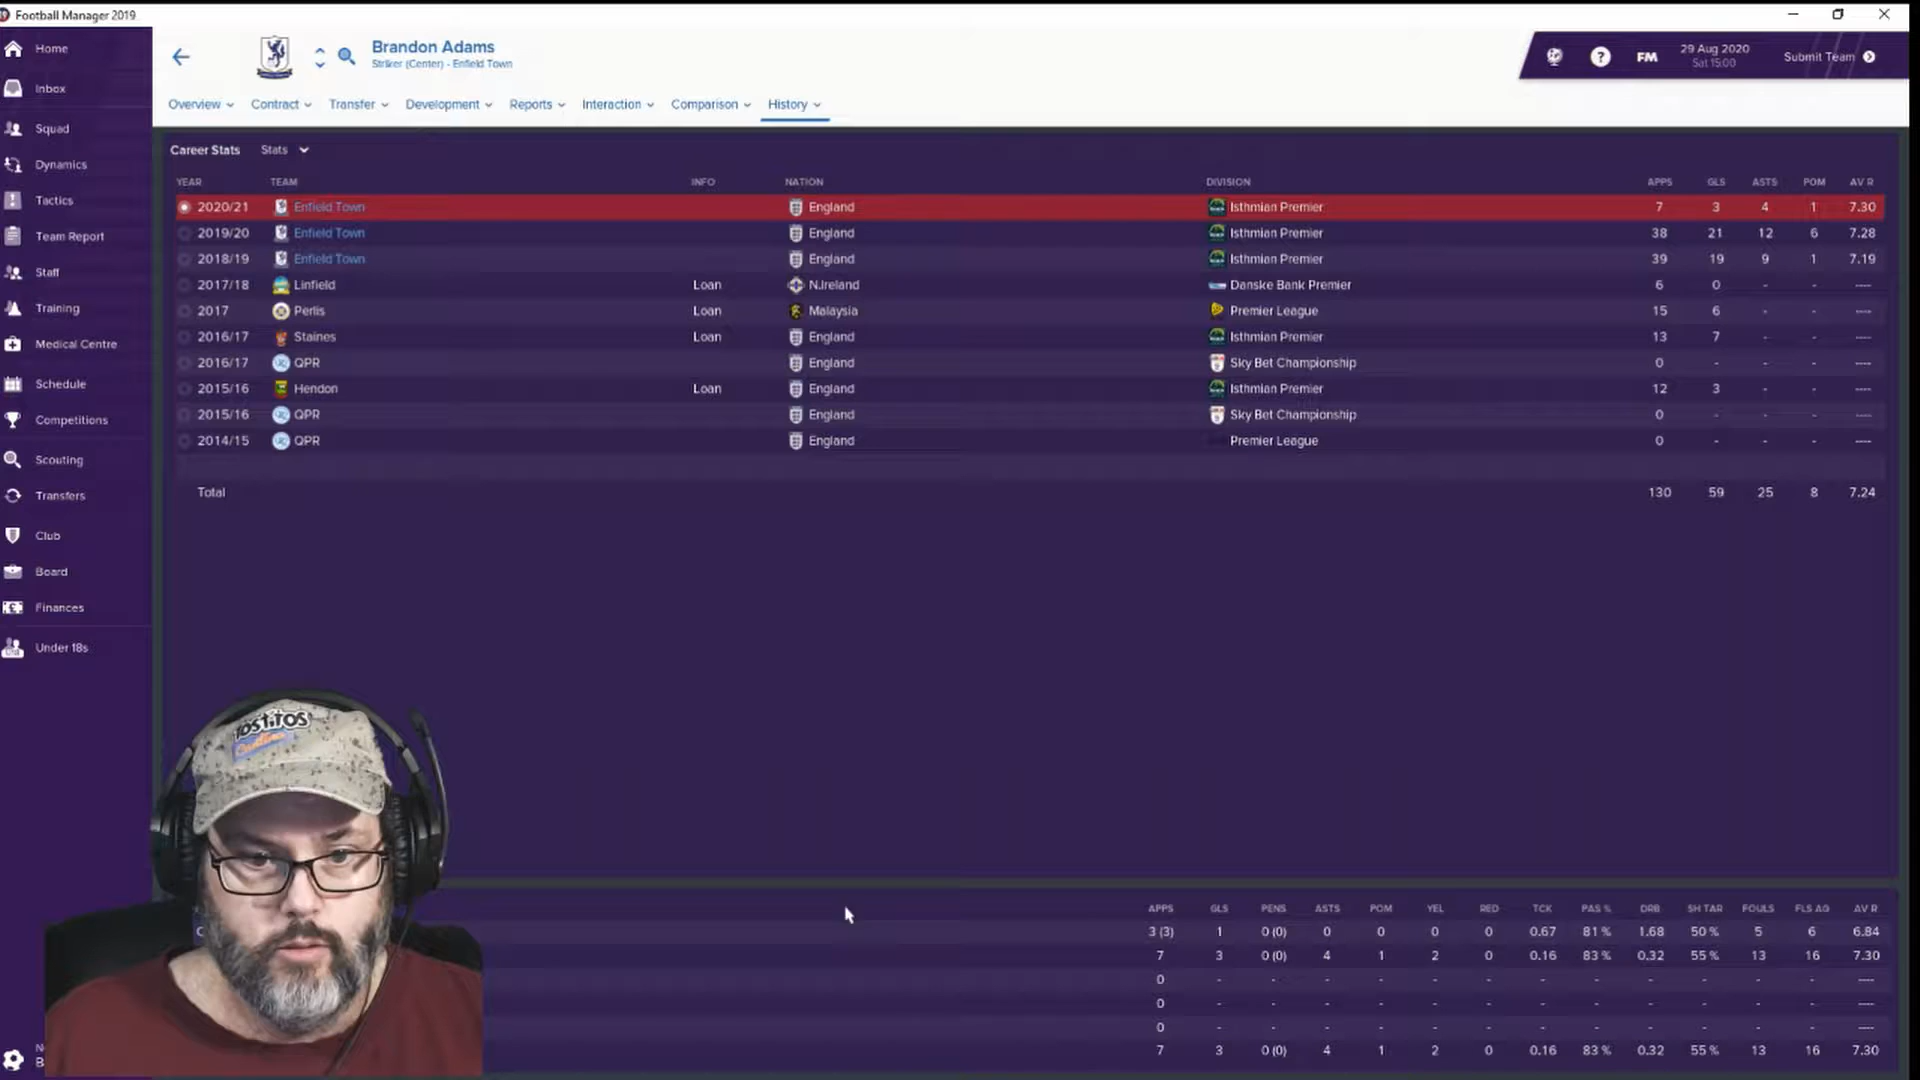 Football Manager 2019
Home
Inbox
Squad
Dynamics
Tactics
Team Report
Staff
Training
Medical Centre
Schedule
Competitions
Scouting
Transfers
Club
Board
Finances
Under 18s
Brandon Adams
Striker (Center) - Enfield Town
FM
29 Aug 2020
Sat 15:00
Submit Team
Overview Contract Transfer Development Reports Interaction Comparison History
Career Stats Stats
YEAR TEAM INFO NATION DIVISION APPS GLS ASTS POM AV R
2020/21 Enfield Town England Isthmian Premier 7 3 4 1 7.30
2019/20 Enfield Town England Isthmian Premier 38 21 12 6 7.28
2018/19 Enfield Town England Isthmian Premier 39 19 9 1 7.19
2017/18 Linfield Loan N.Ireland Danske Bank Premier 6 0 - - ----
2017 Perlis Loan Malaysia Premier League 15 6 - - ----
2016/17 Staines Loan England Isthmian Premier 13 7 - - ----
2016/17 QPR England Sky Bet Championship 0 - - - ----
2015/16 Hendon Loan England Isthmian Premier 12 3 - - ----
2015/16 QPR England Sky Bet Championship 0 - - - ----
2014/15 QPR England Premier League 0 - - - ----
Total 130 59 25 8 7.24
TOSTITOS
Cantina
APPS GLS PENS ASTS POM YEL RED TCK PAS % DRB SH TAR FOULS FLS AG AV R
3 (3) 1 0 (0) 0 0 0 0 0.67 81 % 1.68 50 % 5 6 6.84
7 3 0 (0) 4 1 2 0 0.16 83 % 0.32 55 % 13 16 7.30
0 - - - - - - - - - - - - ----
0 - - - - - - - - - - - - ----
0 - - - - - - - - - - - - ----
7 3 0 (0) 4 1 2 0 0.16 83 % 0.32 55 % 13 16 7.30